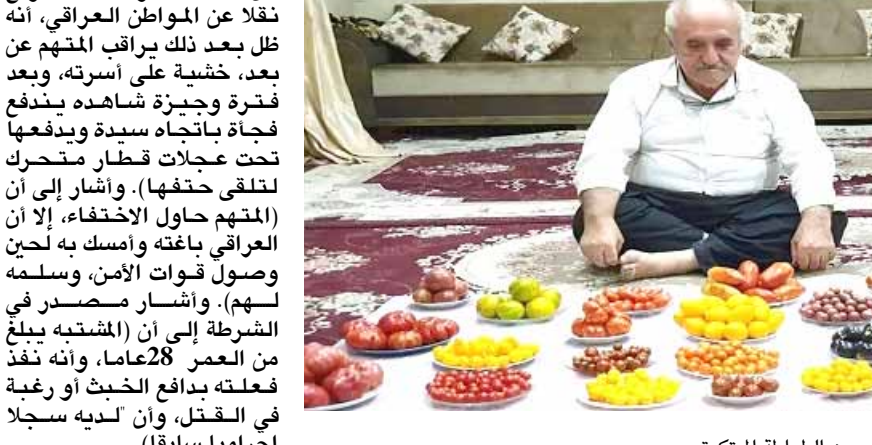 نقلا عن المواطن العراقي، أنه
ظل بعد ذلك يراقب المتهم عن
بعد، خشية على أسرته، وبعد
فترة وجيزة شاهده يندفع
فجأة باتجاه سيدة ويدفعها
تحت عجلات قطار متحرك
لتلقى حتفها). وأشار إلى أن
(المتهم حاول الاختفاء، إلا أن
العراقي باغته وأمسك به لحين
وصول قوات الأمن، وسلمه
لهم). وأشار مصدر في
الشرطة إلى أن (المشتبه يبلغ
من العمر 28عاما، وأنه نفذ
فعلته بدافع الخبث أو رغبة
في القتل، وأن "لديه سجلا